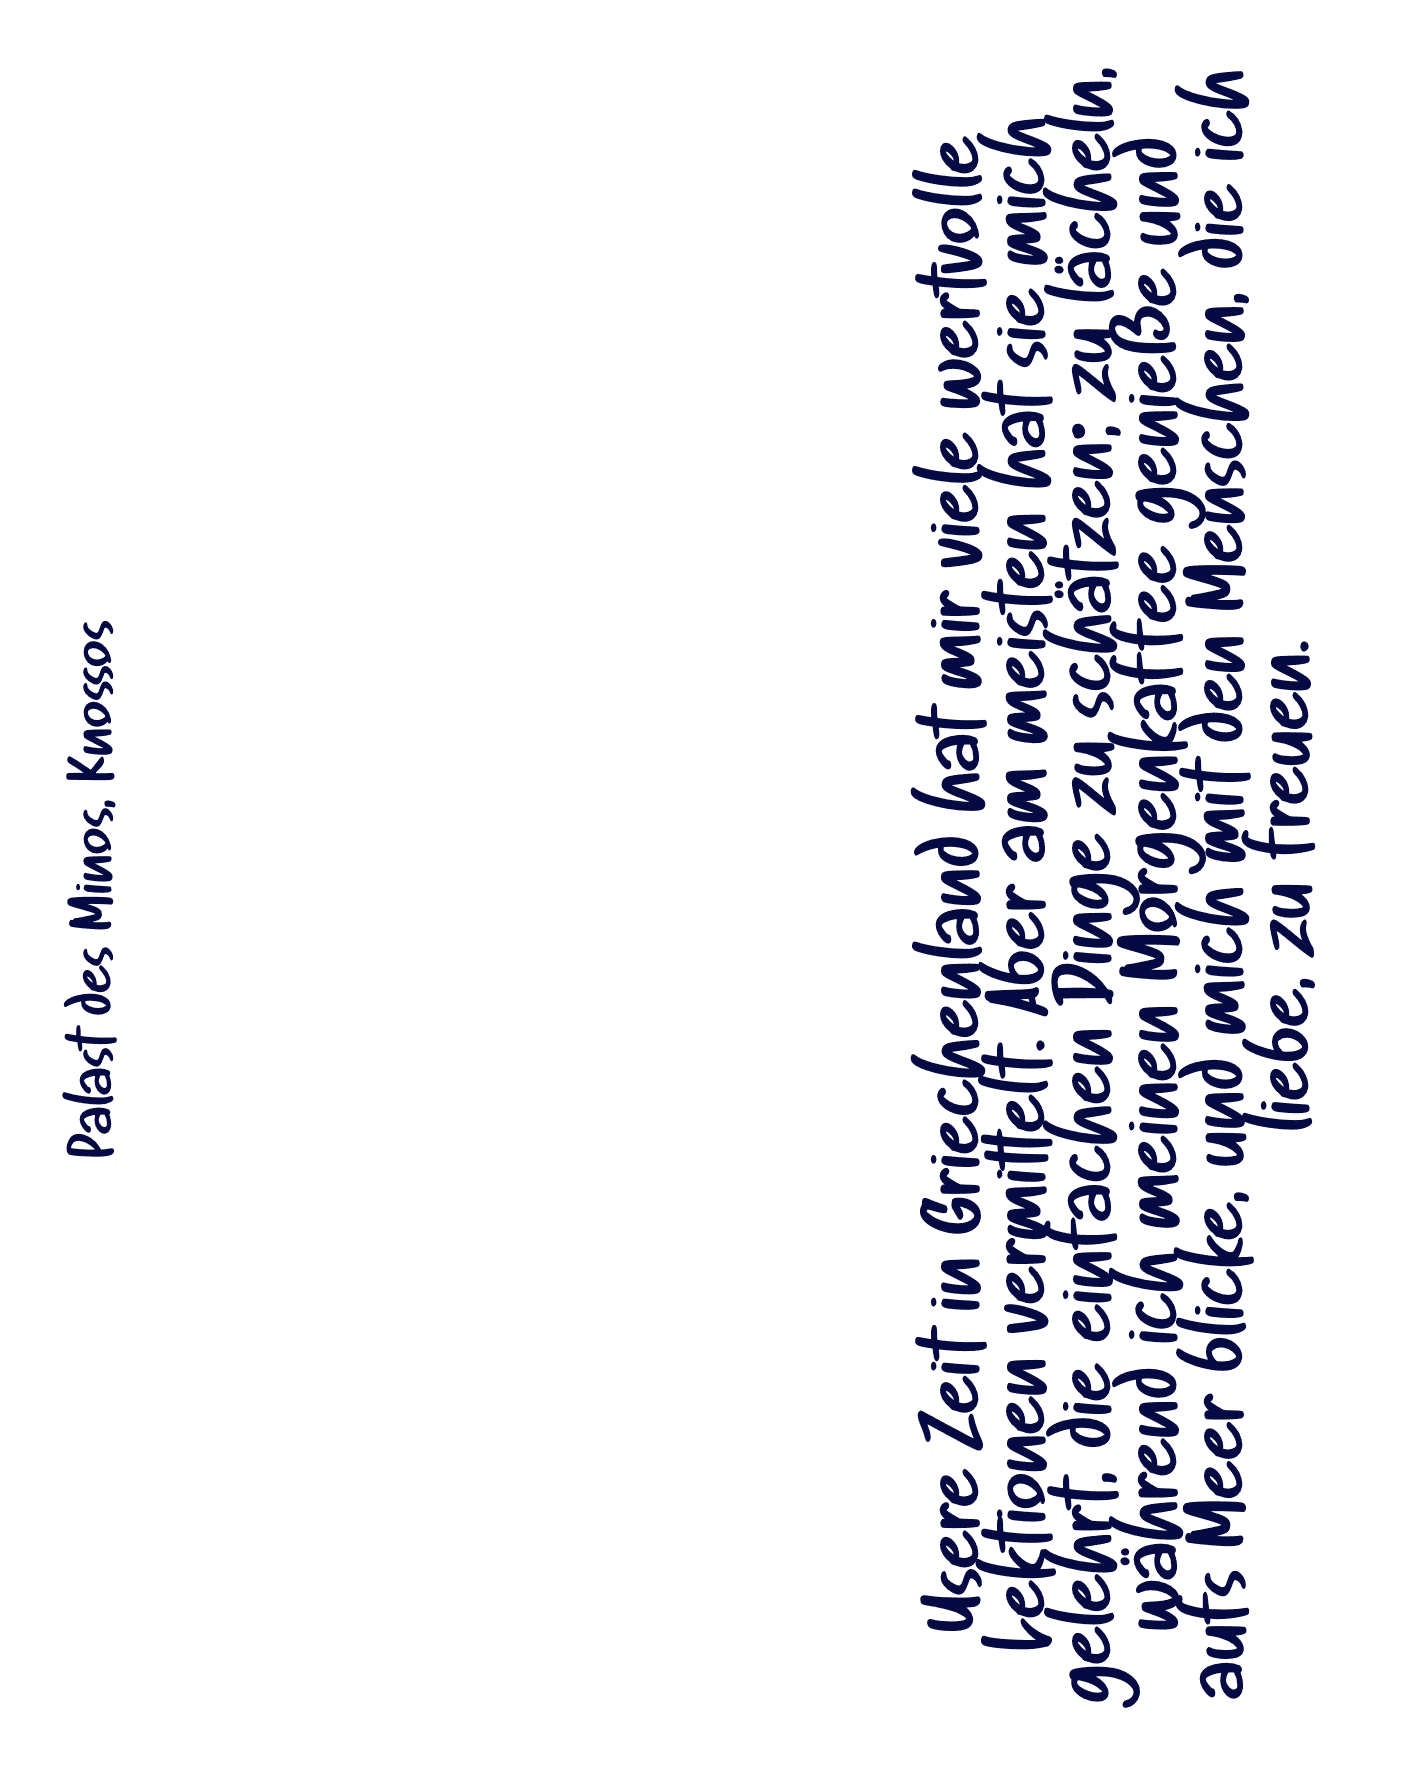 Palast des Minos, Knossos
Usere Zeit in Griechenland hat mir viele wertvolle
Lektionen vermittelt. Aber am meisten hat sie mich
gelehrt, die einfachen Dinge zu schätzen; zu lächeln,
während ich meinen Morgenkaffee genieße und
aufs Meer blicke, und mich mit den Menschen, die ich
liebe, zu freuen.